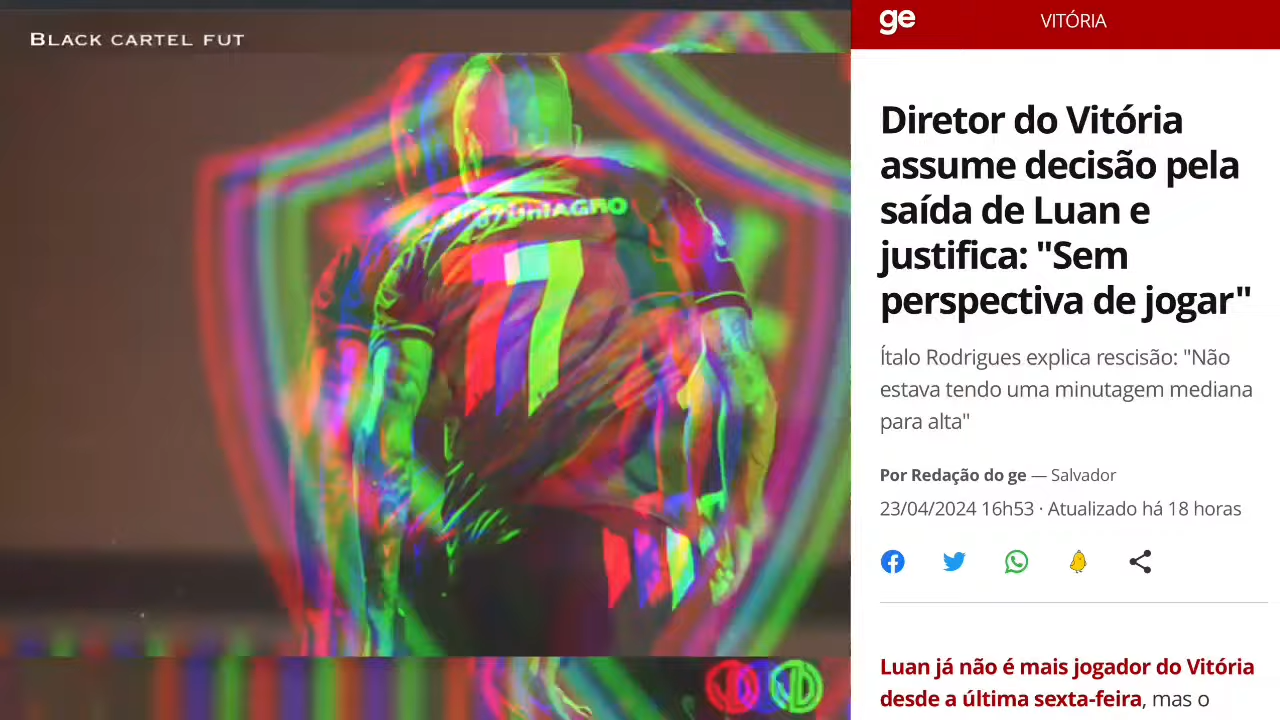 BLACK CARTEL FUT
UniAGRO
7
ge
VITÓRIA
Diretor do Vitória
assume decisão pela
saída de Luan e
justifica: "Sem
perspectiva de jogar"
Ítalo Rodrigues explica rescisão: "Não
estava tendo uma minutagem mediana
para alta"
Por Redação do ge — Salvador
23/04/2024 16h53 · Atualizado há 18 horas
Luan já não é mais jogador do Vitória
desde a última sexta-feira, mas o